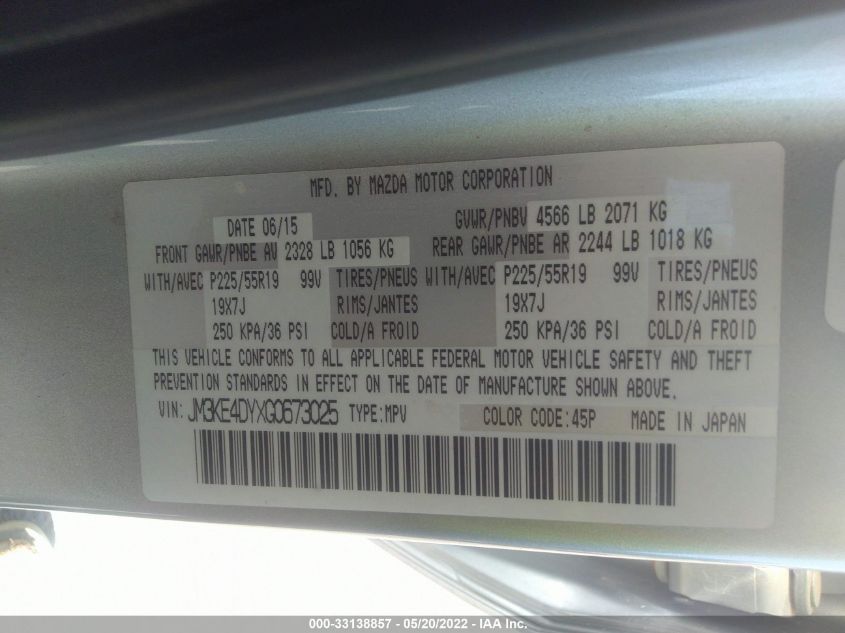 MFD. BY MAZDA MOTOR CORPORATION
DATE 06/15 GVWR/PNBV 4566 LB 2071 KG
FRONT GAWR/PNBE AV 2328 LB 1056 KG REAR GAWR/PNBE AR 2244 LB 1018 KG
WITH/AVEC P225/55R19 99V TIRES/PNEUS WITH/AVEC P225/55R19 99V TIRES/PNEUS
19X7J RIMS/JANTES 19X7J RIMS/JANTES
250 KPA/36 PSI COLD/A FROID 250 KPA/36 PSI COLD/A FROID
THIS VEHICLE CONFORMS TO ALL APPLICABLE FEDERAL MOTOR VEHICLE SAFETY AND THEFT
PREVENTION STANDARDS IN EFFECT ON THE DATE OF MANUFACTURE SHOWN ABOVE.
VIN: JM3KE4DYXG0673025 TYPE:MPV COLOR CODE:45P MADE IN JAPAN
000-33138857 - 05/20/2022 - IAA Inc.